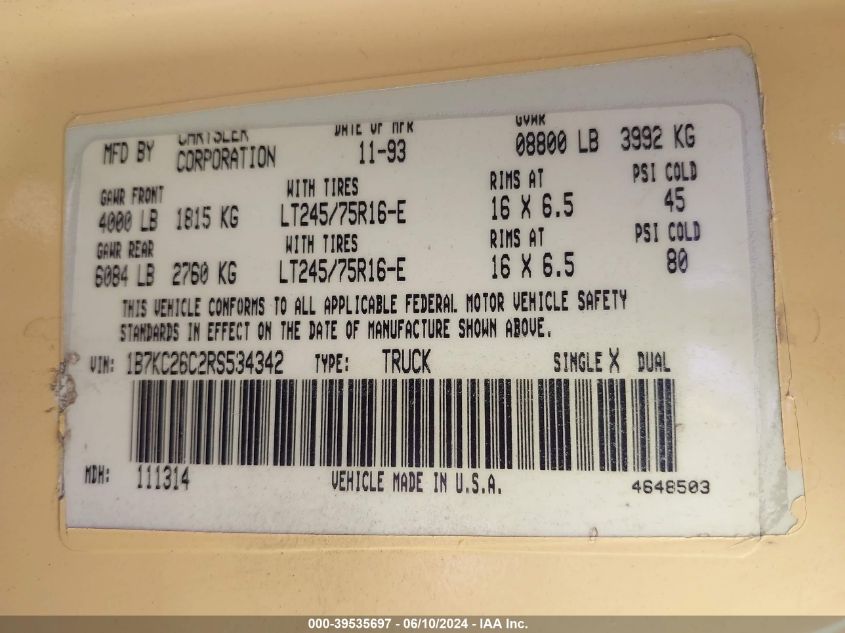 MFD BY CHRYSLER CORPORATION DATE OF MFR 11-93 GVWR 08800 LB 3992 KG
GAWR FRONT WITH TIRES RIMS AT PSI COLD
4000 LB 1815 KG LT245/75R16-E 16 X 6.5 45
GAWR REAR WITH TIRES RIMS AT PSI COLD
6084 LB 2760 KG LT245/75R16-E 16 X 6.5 80
THIS VEHICLE CONFORMS TO ALL APPLICABLE FEDERAL MOTOR VEHICLE SAFETY
STANDARDS IN EFFECT ON THE DATE OF MANUFACTURE SHOWN ABOVE.
VIN: 1B7KC26C2RS534342 TYPE: TRUCK SINGLE X DUAL
MDH: 111314 VEHICLE MADE IN U.S.A. 4648503
000-39535697 - 06/10/2024 - IAA Inc.